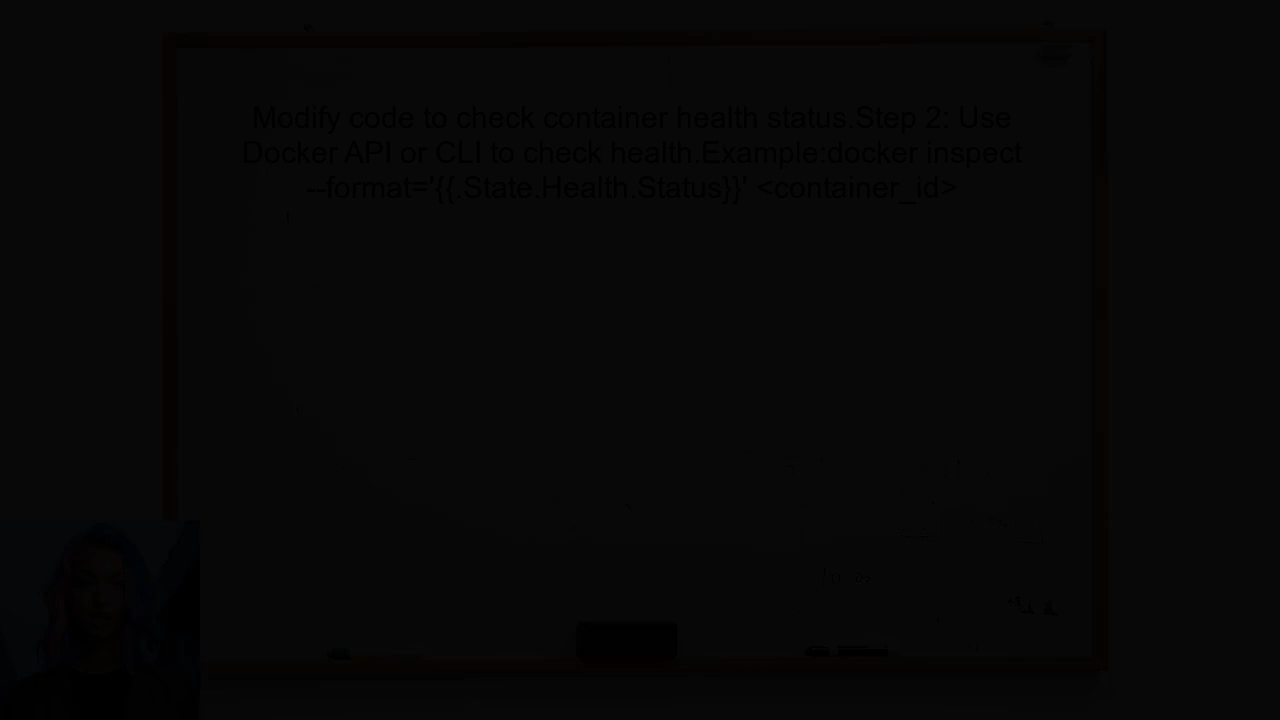 Modify code to check container health status.Step 2: Use
Docker API or CLI to check health.Example:docker inspect
--format='{{.State.Health.Status}}' <container_id>